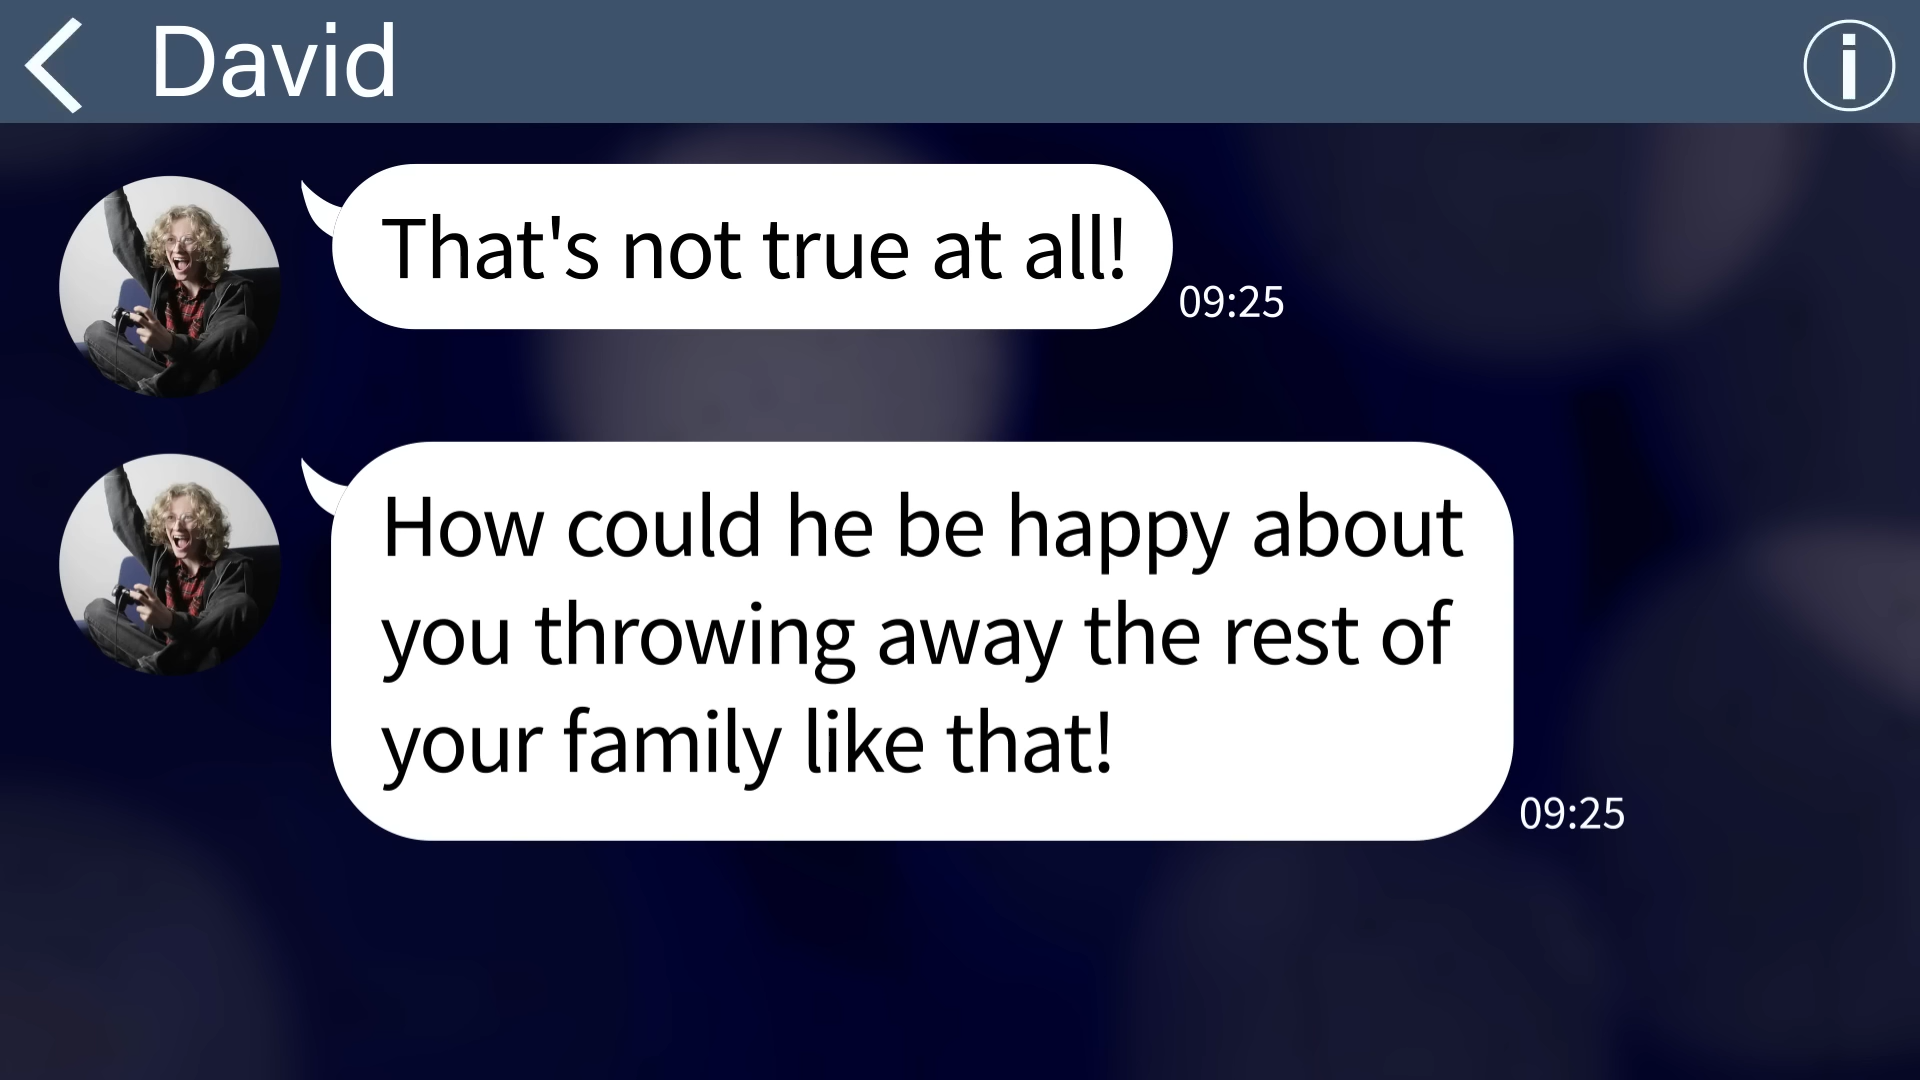 David
That's not true at all!
09:25
How could he be happy about
you throwing away the rest of
your family like that!
09:25